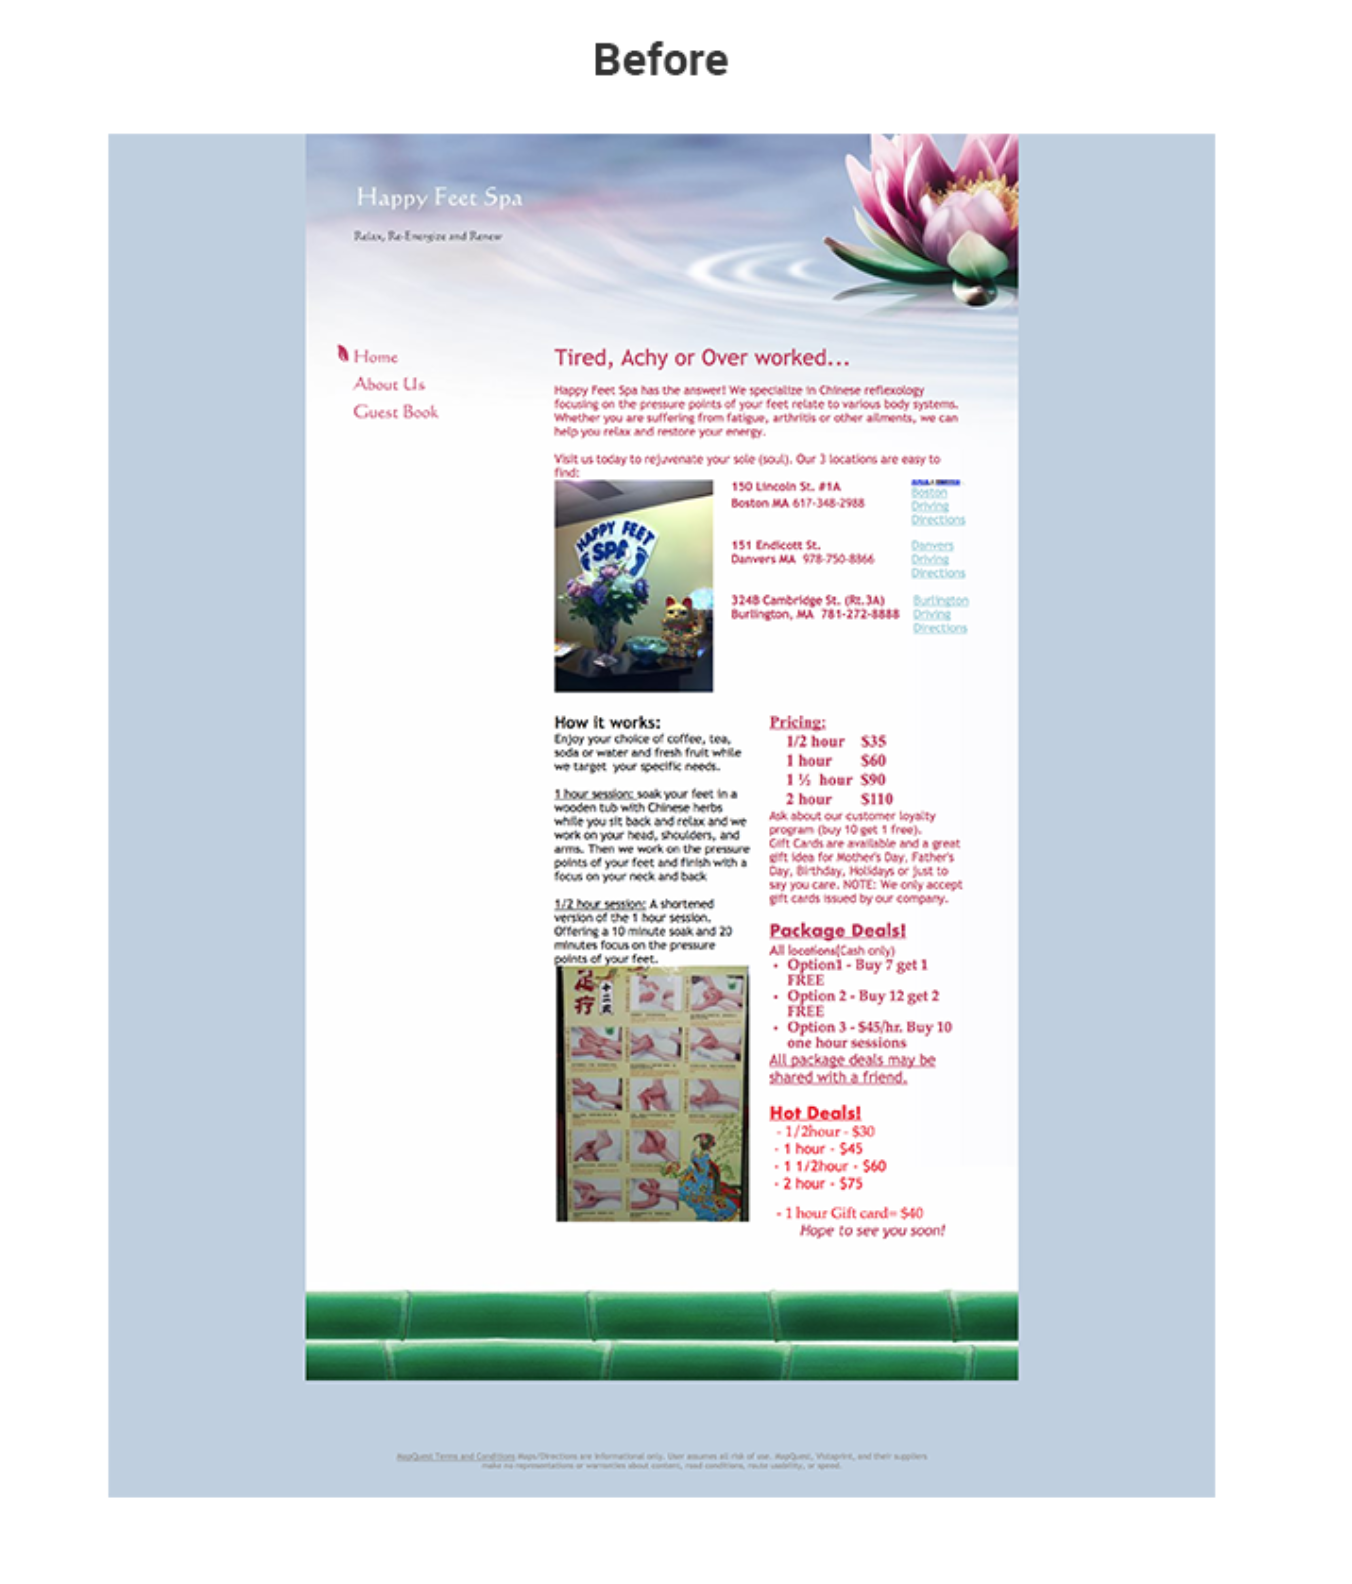 Before
Happy Feet Spa
Relax, Re-Energize and Renew
Home
About Us
Guest Book
Tired, Achy or Over worked...
Happy Feet Spa has the answer! We specialize in Chinese reflexology
focusing on the pressure points of your feet relate to various body systems.
Whether you are suffering from fatigue, arthritis or other ailments, we can
help you relax and restore your energy.
Visit us today to rejuvenate your sole (soul). Our 3 locations are easy to
find:
HAPPY FEET
SPA
150 Lincoln St. #1A
Boston MA 617-348-2988
Boston
Driving
Directions
151 Endicott St.
Danvers MA 978-750-8866
Danvers
Driving
Directions
324B Cambridge St. (Rt.3A)
Burlington, MA 781-272-8888
Burlington
Driving
Directions
How it works:
Enjoy your choice of coffee, tea,
soda or water and fresh fruit while
we target your specific needs.
1 hour session: soak your feet in a
wooden tub with Chinese herbs
while you sit back and relax and we
work on your head, shoulders, and
arms. Then we work on the pressure
points of your feet and finish with a
focus on your neck and back
1/2 hour session: A shortened
version of the 1 hour session.
Offering a 10 minute soak and 20
minutes focus on the pressure
points of your feet.
足疗
Pricing:
1/2 hour $35
1 hour $60
1 ½ hour $90
2 hour $110
Ask about our customer loyalty
program (buy 10 get 1 free).
Gift Cards are available and a great
gift idea for Mother's Day, Father's
Day, Birthday, Holidays or just to
say you care. NOTE: We only accept
gift cards issued by our company.
Package Deals!
All locations(Cash only)
• Option1 - Buy 7 get 1
FREE
• Option 2 - Buy 12 get 2
FREE
• Option 3 - $45/hr. Buy 10
one hour sessions
All package deals may be
shared with a friend.
Hot Deals!
- 1/2hour - $30
- 1 hour - $45
- 1 1/2hour - $60
- 2 hour - $75
- 1 hour Gift card= $40
Hope to see you soon!
MapQuest Terms and Conditions Maps/Directions are informational only. User assumes all risk of use. MapQuest, Vistaprint, and their suppliers
make no representations or warranties about content, road conditions, route usability, or speed.